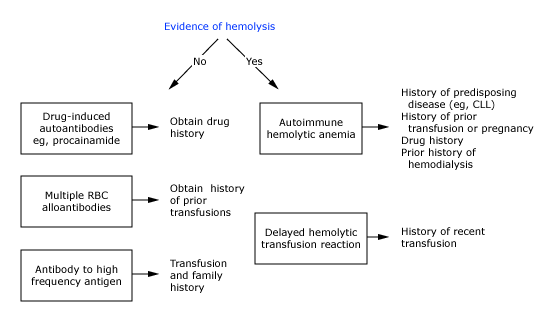 Evidence of hemolysis
No
Yes
Drug-induced
autoantibodies
eg, procainamide
Obtain drug
history
Multiple RBC
alloantibodies
Obtain history
of prior
transfusions
Antibody to high
frequency antigen
Transfusion
and family
history
Autoimmune
hemolytic anemia
History of predisposing
disease (eg, CLL)
History of prior
transfusion or pregnancy
Drug history
Prior history of
hemodialysis
Delayed hemolytic
transfusion reaction
History of recent
transfusion